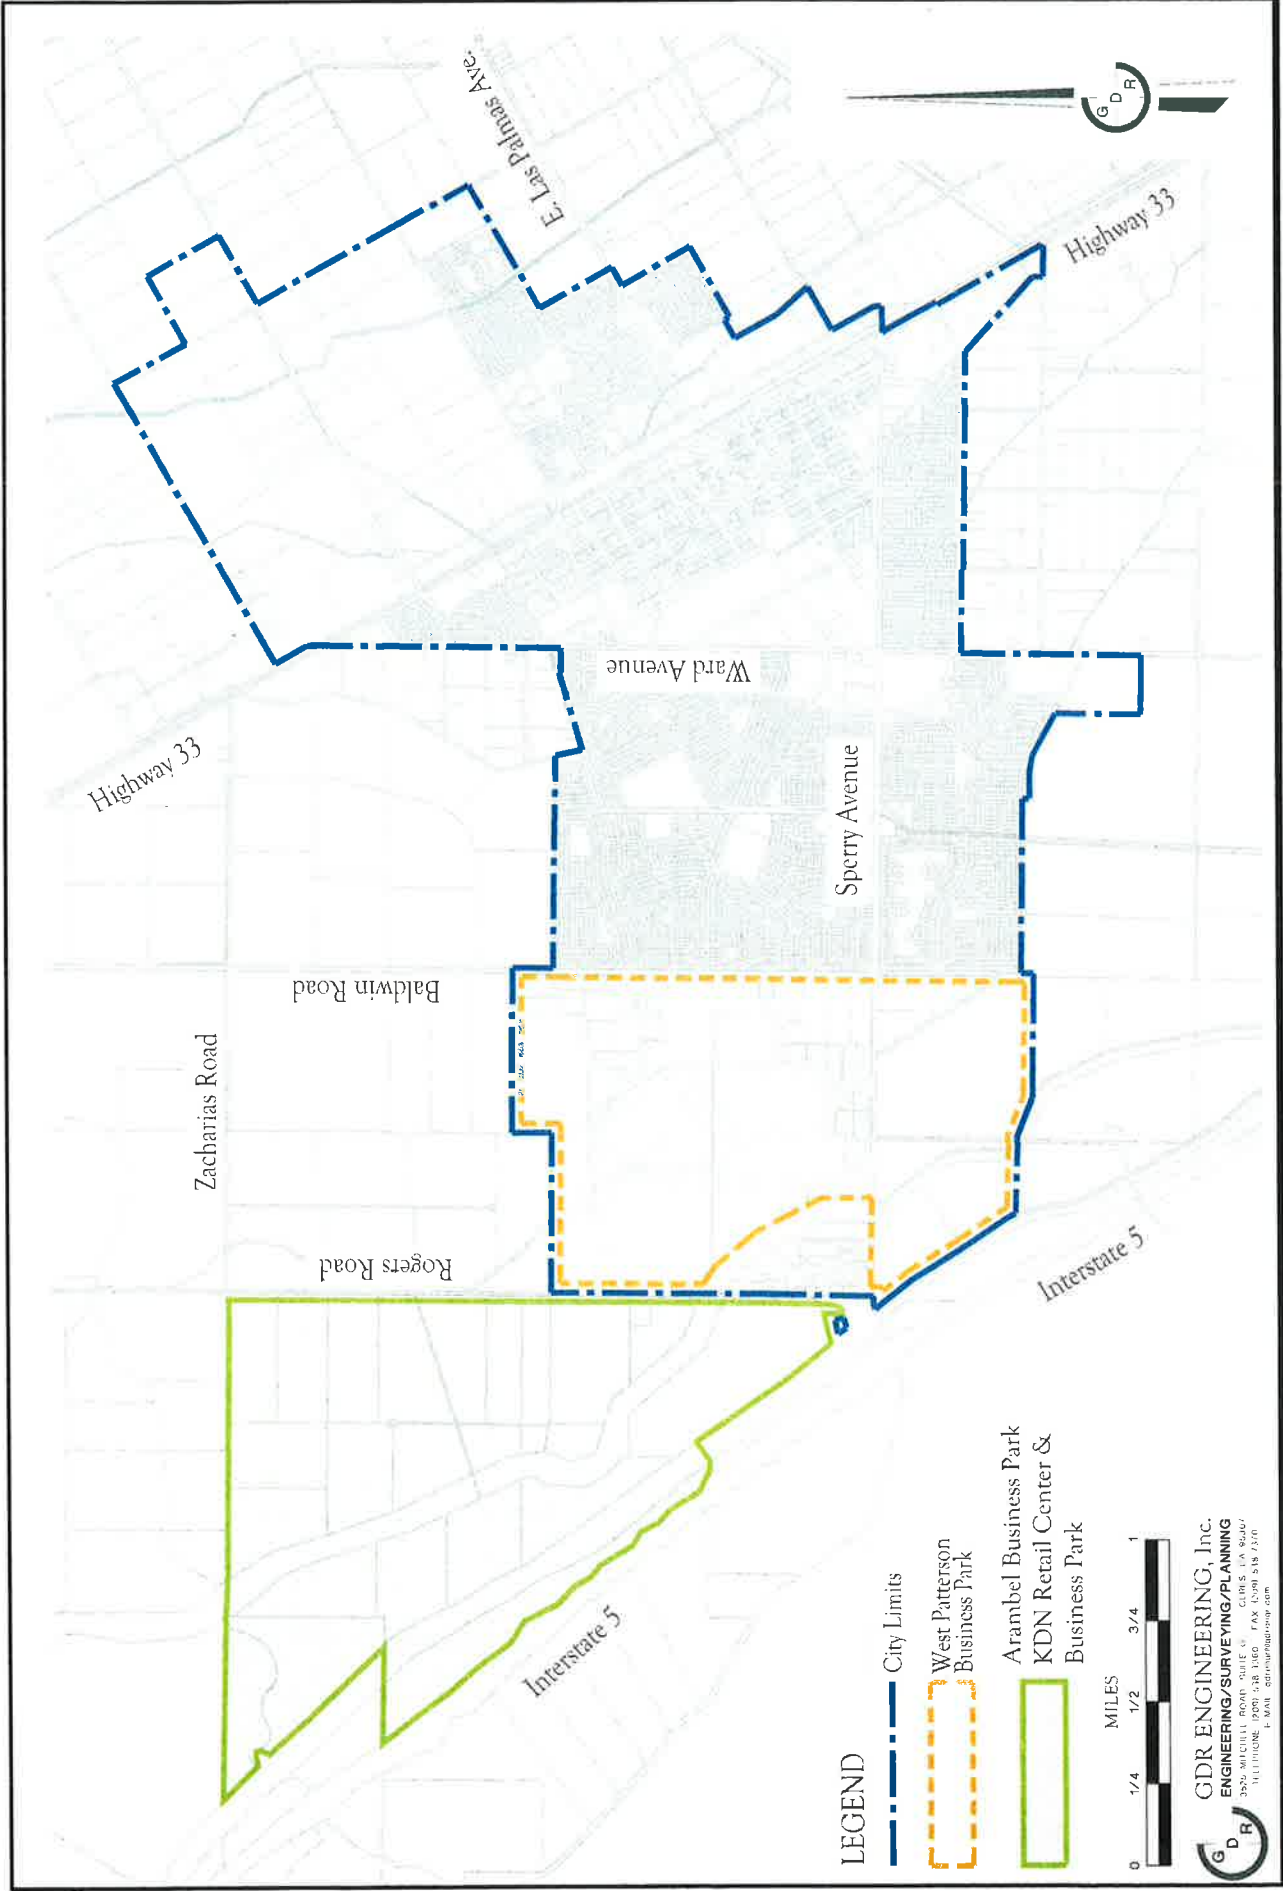 Highway 33
Zacharias Road
Baldwin Road
Rogers Road
E. Las Palmas Ave.
Ward Avenue
Sperry Avenue
Highway 33
Interstate 5
Interstate 5
G D R
LEGEND
City Limits
West Patterson
Business Park
Arambel Business Park
KDN Retail Center &
Business Park
MILES
0 1/4 1/2 3/4 1
G D R
GDR ENGINEERING, Inc.
ENGINEERING/SURVEYING/PLANNING